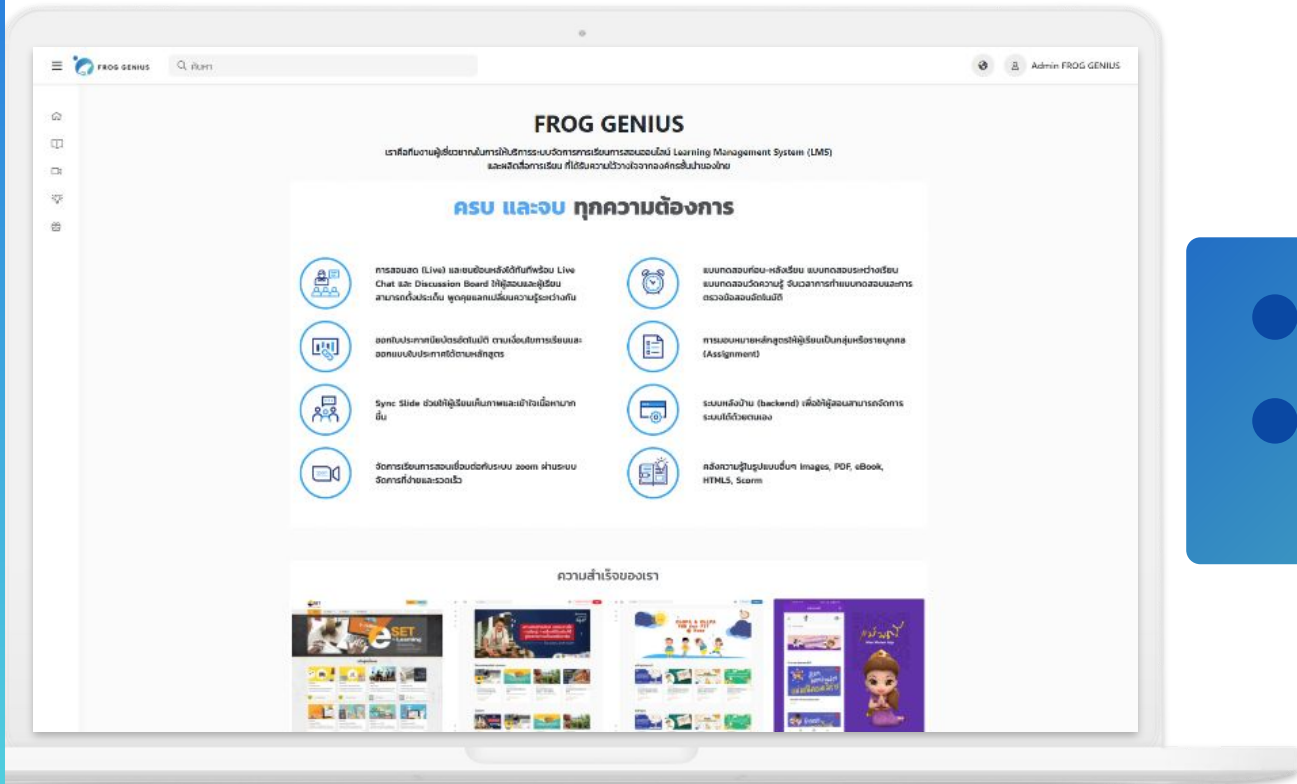 FROG GENIUS
ค้นหา
Admin FROG GENIUS
FROG GENIUS
เราคือทีมงานผู้เชี่ยวชาญในการให้บริการระบบจัดการการเรียนการสอนออนไลน์ Learning Management System (LMS)
และผลิตสื่อการเรียน ที่ได้รับความไว้วางใจจากองค์กรชั้นนำของไทย
ครบ และจบ ทุกความต้องการ
การสอนสด (Live) และชมย้อนหลังได้ทันทีพร้อม Live
Chat และ Discussion Board ให้ผู้สอนและผู้เรียน
สามารถตั้งประเด็น พูดคุยแลกเปลี่ยนความรู้ระหว่างกัน
แบบทดสอบก่อน-หลังเรียน แบบทดสอบระหว่างเรียน
แบบทดสอบวัดความรู้ จับเวลาการทำแบบทดสอบและการ
ตรวจข้อสอบอัตโนมัติ
ออกใบประกาศนียบัตรอัตโนมัติ ตามเงื่อนไขการเรียนและ
ออกแบบใบประกาศได้ตามหลักสูตร
การมอบหมายหลักสูตรให้ผู้เรียนเป็นกลุ่มหรือรายบุคคล
(Assignment)
Sync Slide ช่วยให้ผู้เรียนเห็นภาพและเข้าใจเนื้อหามาก
ขึ้น
ระบบหลังบ้าน (backend) เพื่อให้ผู้สอนสามารถจัดการ
ระบบได้ด้วยตนเอง
จัดการเรียนการสอนเชื่อมต่อกับระบบ zoom ผ่านระบบ
จัดการที่ง่ายและรวดเร็ว
คลังความรู้ในรูปแบบอื่นๆ Images, PDF, eBook,
HTML5, Scorm
ความสำเร็จของเรา
SET